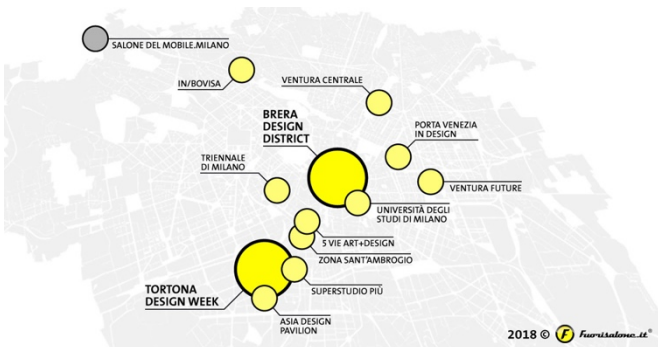 SALONE DEL MOBILE.MILANO
IN/BOVISA
VENTURA CENTRALE
BRERA
DESIGN
DISTRICT
PORTA VENEZIA
IN DESIGN
TRIENNALE
DI MILANO
VENTURA FUTURE
UNIVERSITÀ DEGLI
STUDI DI MILANO
5 VIE ART+DESIGN
ZONA SANT'AMBROGIO
TORTONA
DESIGN WEEK
SUPERSTUDIO PIÙ
ASIA DESIGN
PAVILION
2018 © F Fuorisalone.it®